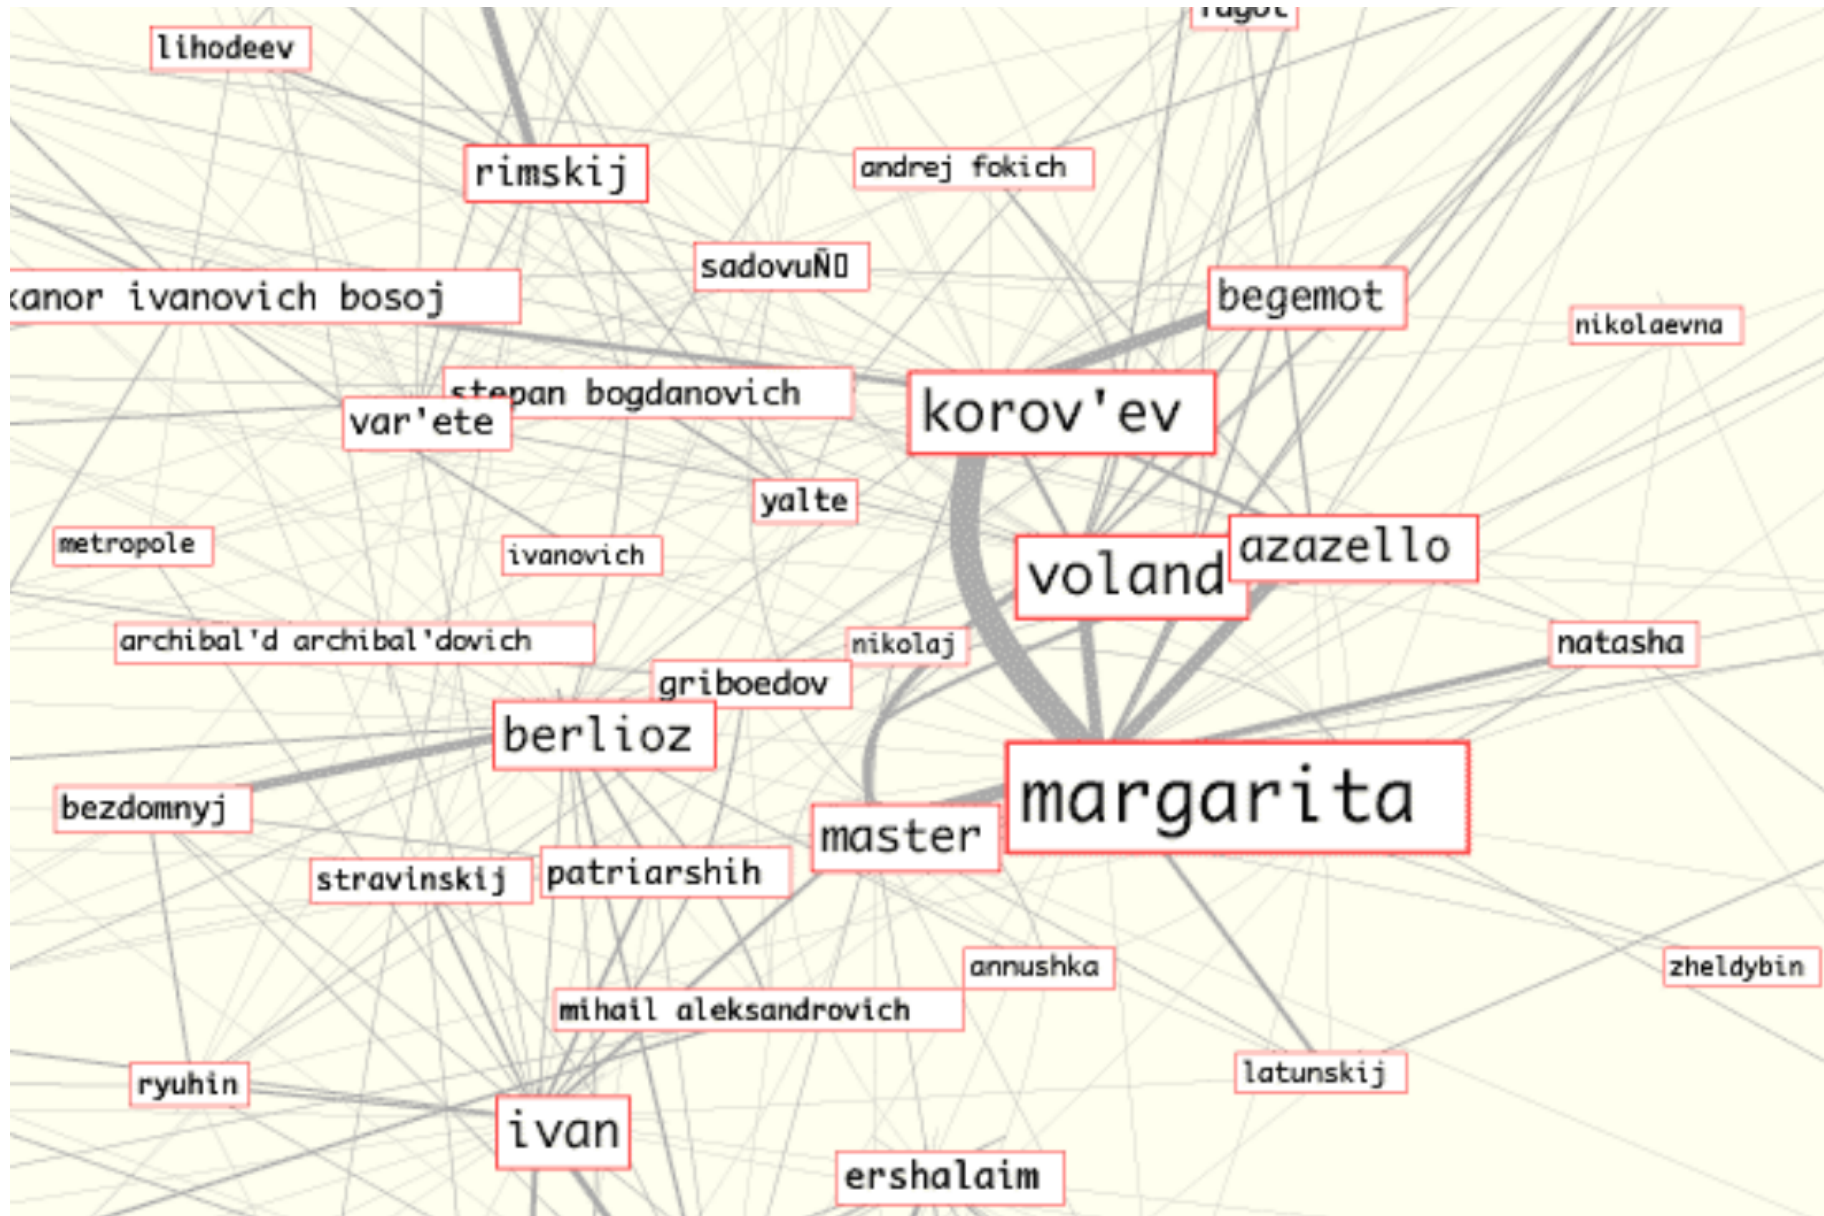 fagot
lihodeev
rimskij
andrej fokich
sadovuÑ▯
kanor ivanovich bosoj
begemot
nikolaevna
stepan bogdanovich
var'ete
korov'ev
yalte
metropole
ivanovich
azazello
voland
archibal'd archibal'dovich
nikolaj
natasha
griboedov
berlioz
margarita
bezdomnyj
master
stravinskij
patriarshih
annushka
zheldybin
mihail aleksandrovich
latunskij
ryuhin
ivan
ershalaim